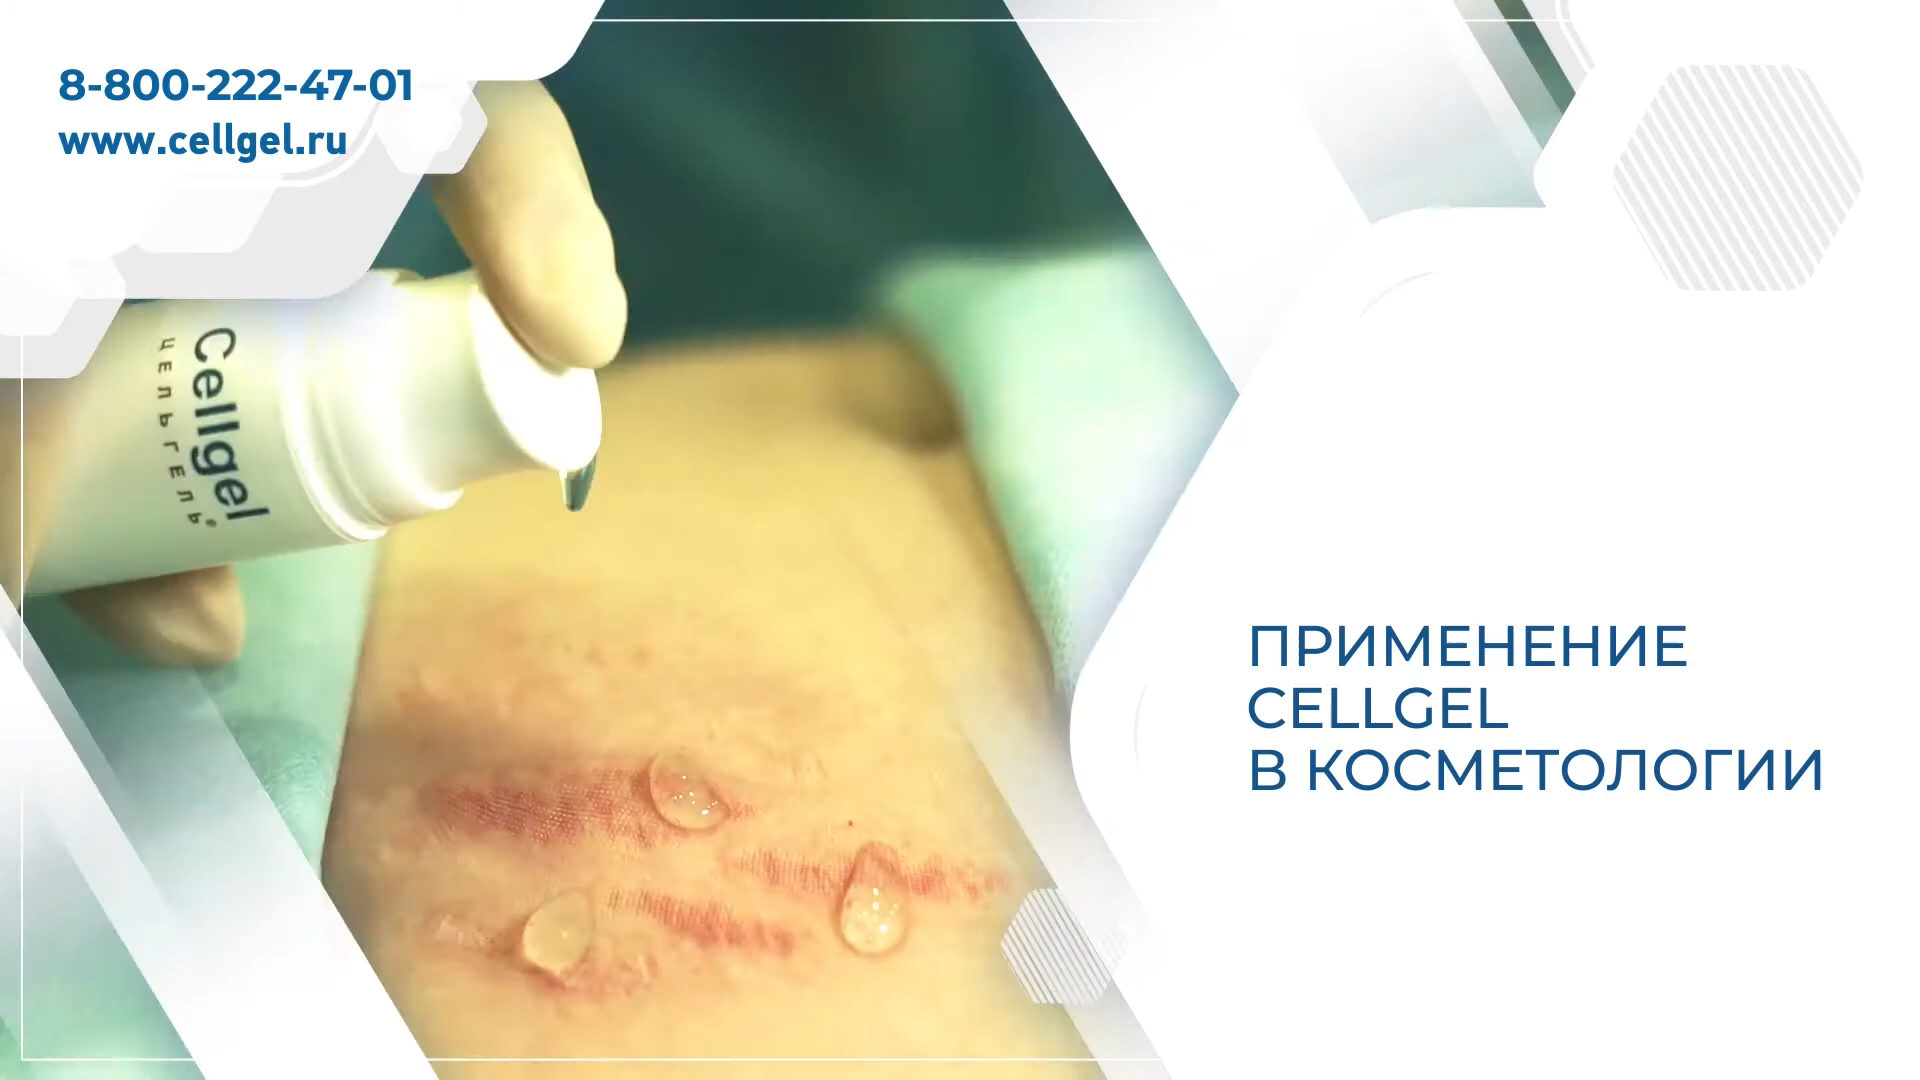 8-800-222-47-01
www.cellgel.ru
Cellgel
ЦЕЛЬГЕЛЬ®
ПРИМЕНЕНИЕ
CELLGEL
В КОСМЕТОЛОГИИ